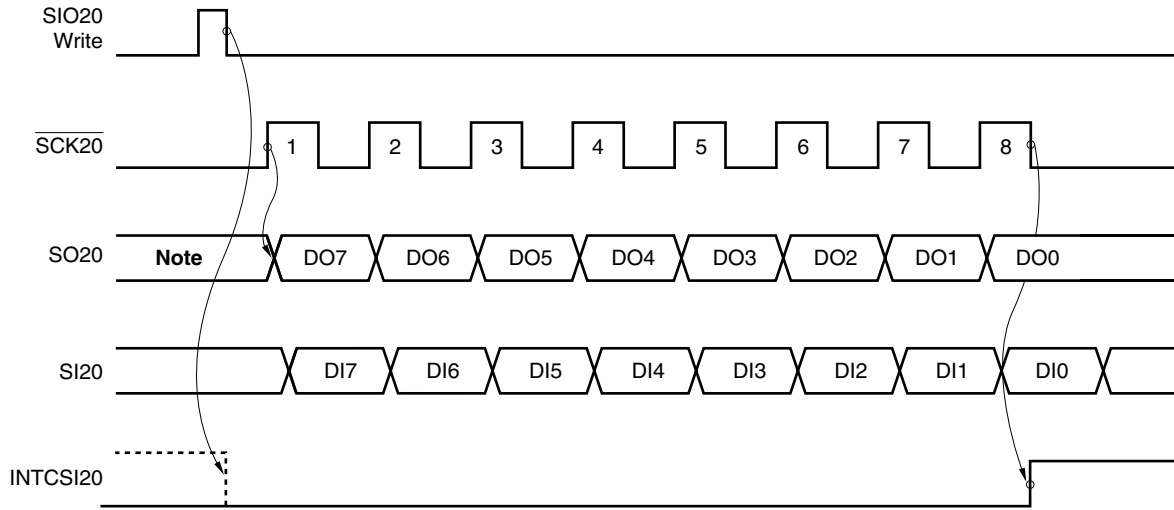 SIO20
Write
SCK20
1 2 3 4 5 6 7 8
SO20 Note DO7 DO6 DO5 DO4 DO3 DO2 DO1 DO0
SI20 DI7 DI6 DI5 DI4 DI3 DI2 DI1 DI0
INTCSI20